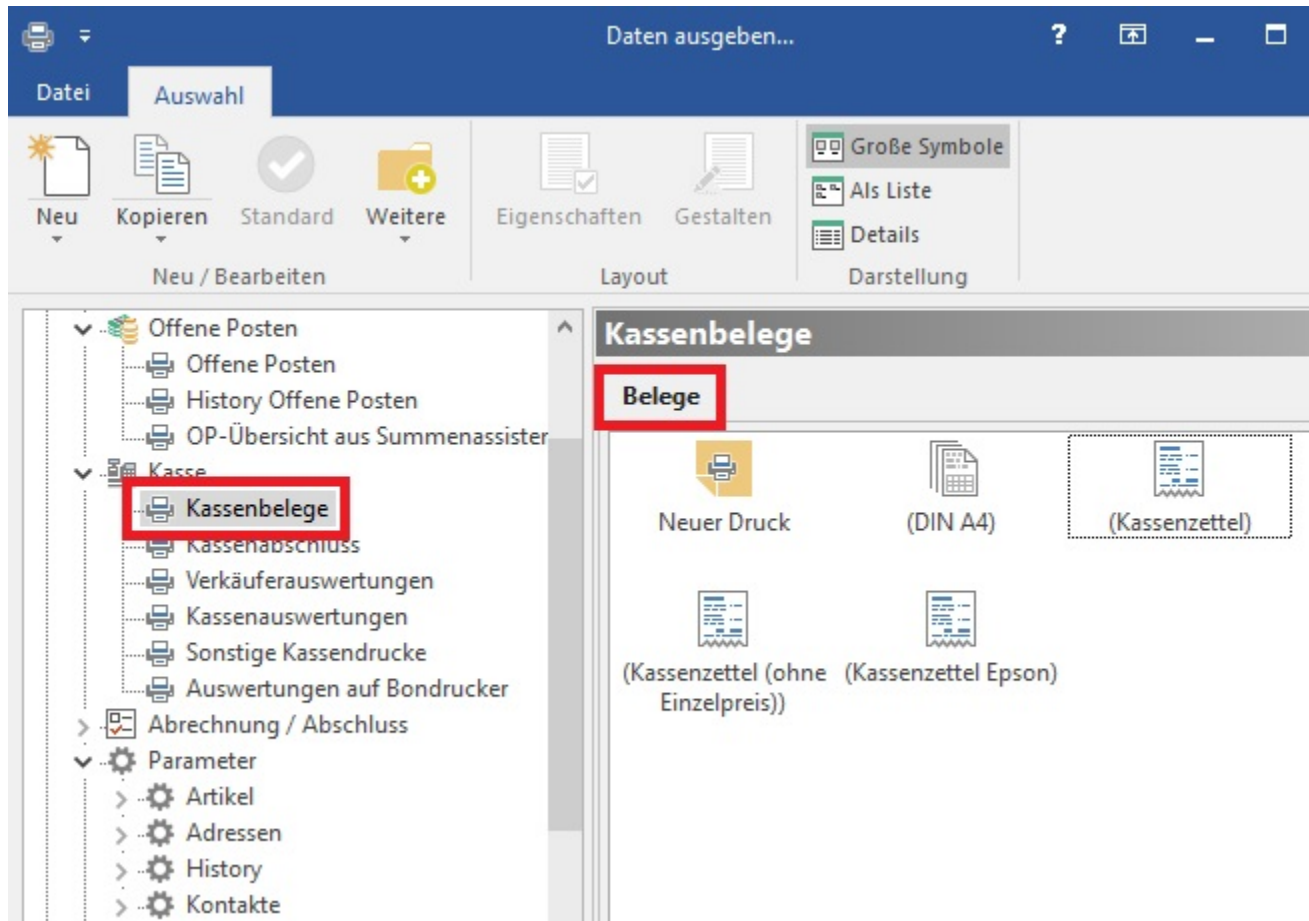 Daten ausgeben...
?
Datei
Auswahl
Neu
Kopieren
Standard
Weitere
Eigenschaften
Gestalten
Große Symbole
Als Liste
Details
Neu / Bearbeiten
Layout
Darstellung
Offene Posten
Offene Posten
History Offene Posten
OP-Übersicht aus Summenassister
Kasse
Kassenbelege
Kassenabschluss
Verkäuferauswertungen
Kassenauswertungen
Sonstige Kassendrucke
Auswertungen auf Bondrucker
Abrechnung / Abschluss
Parameter
Artikel
Adressen
History
Kontakte
Kassenbelege
Belege
Neuer Druck
(DIN A4)
(Kassenzettel)
(Kassenzettel (ohne
Einzelpreis))
(Kassenzettel Epson)